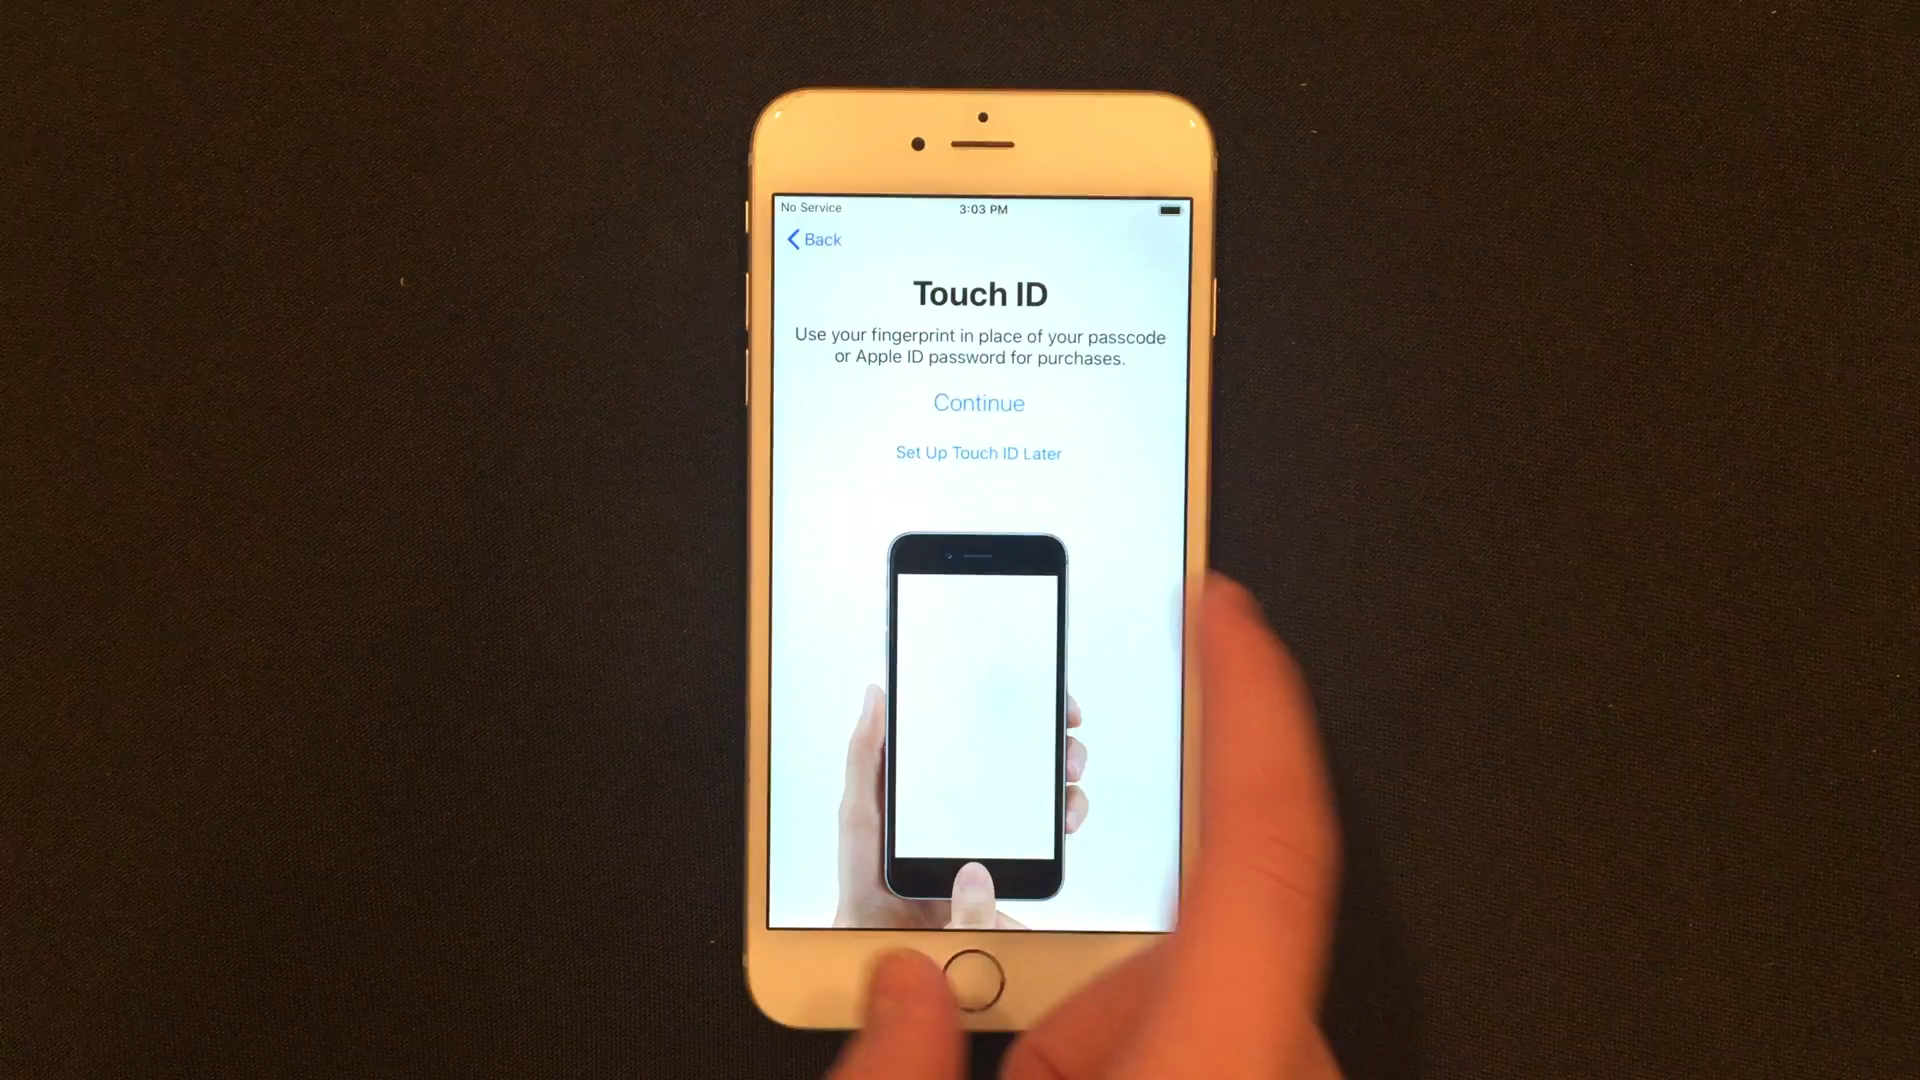 No Service
3:03 PM
Back
Touch ID
Use your fingerprint in place of your passcode
or Apple ID password for purchases.
Continue
Set Up Touch ID Later